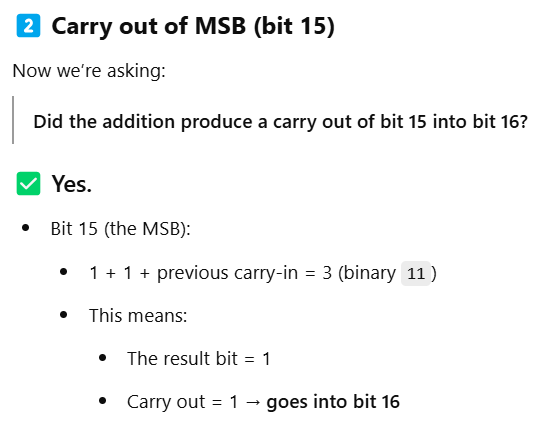 2 Carry out of MSB (bit 15)
Now we're asking:
Did the addition produce a carry out of bit 15 into bit 16?
✅ Yes.
• Bit 15 (the MSB):
• 1 + 1 + previous carry-in = 3 (binary 11)
• This means:
• The result bit = 1
• Carry out = 1 → goes into bit 16